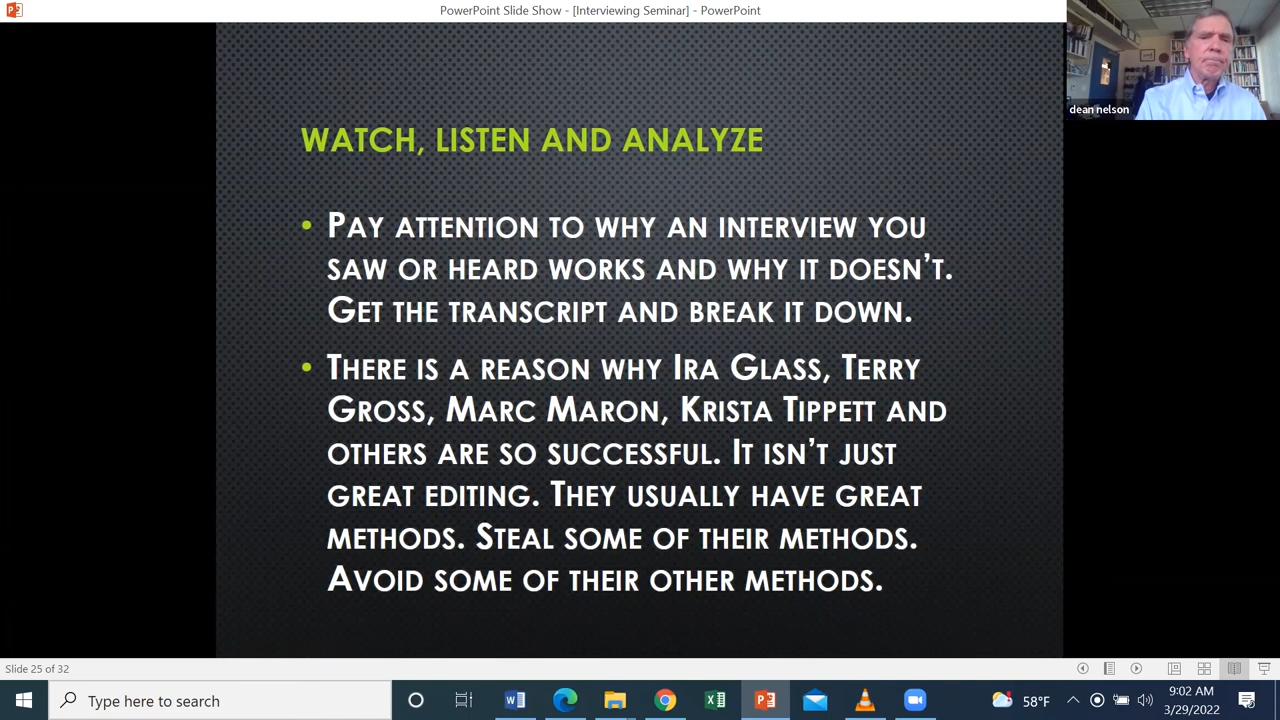 PowerPoint Slide Show - [Interviewing Seminar] - PowerPoint
dean nelson
WATCH, LISTEN AND ANALYZE
• PAY ATTENTION TO WHY AN INTERVIEW YOU
SAW OR HEARD WORKS AND WHY IT DOESN'T.
GET THE TRANSCRIPT AND BREAK IT DOWN.
• THERE IS A REASON WHY IRA GLASS, TERRY
GROSS, MARC MARON, KRISTA TIPPETT AND
OTHERS ARE SO SUCCESSFUL. IT ISN'T JUST
GREAT EDITING. THEY USUALLY HAVE GREAT
METHODS. STEAL SOME OF THEIR METHODS.
AVOID SOME OF THEIR OTHER METHODS.
Slide 25 of 32
Type here to search
58°F
9:02 AM
3/29/2022